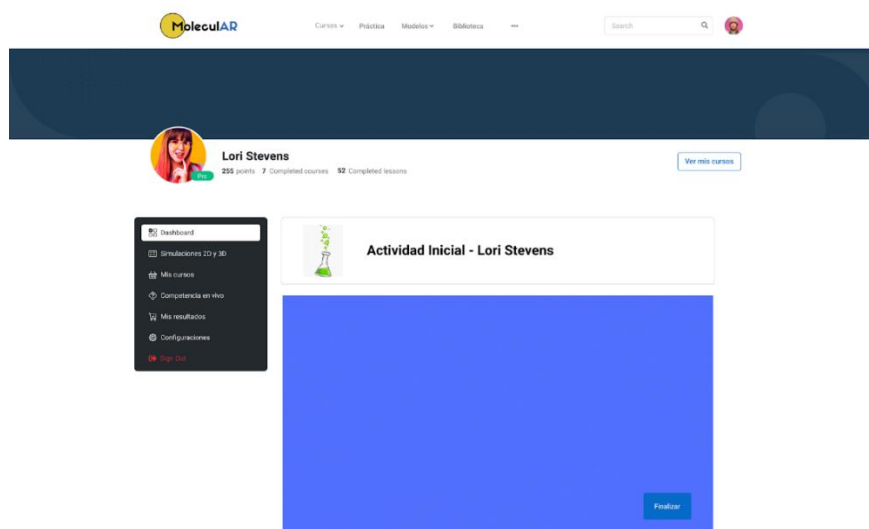 MoleculAR
Cursos Práctica Modelos Biblioteca ... Search
Lori Stevens
255 points 7 Completed courses 52 Completed lessons
Pro
Ver mis cursos
Dashboard
Simulaciones 2D y 3D
Mis cursos
Competencia en vivo
Mis resultados
Configuraciones
Sign Out
Actividad Inicial - Lori Stevens
Finalizar